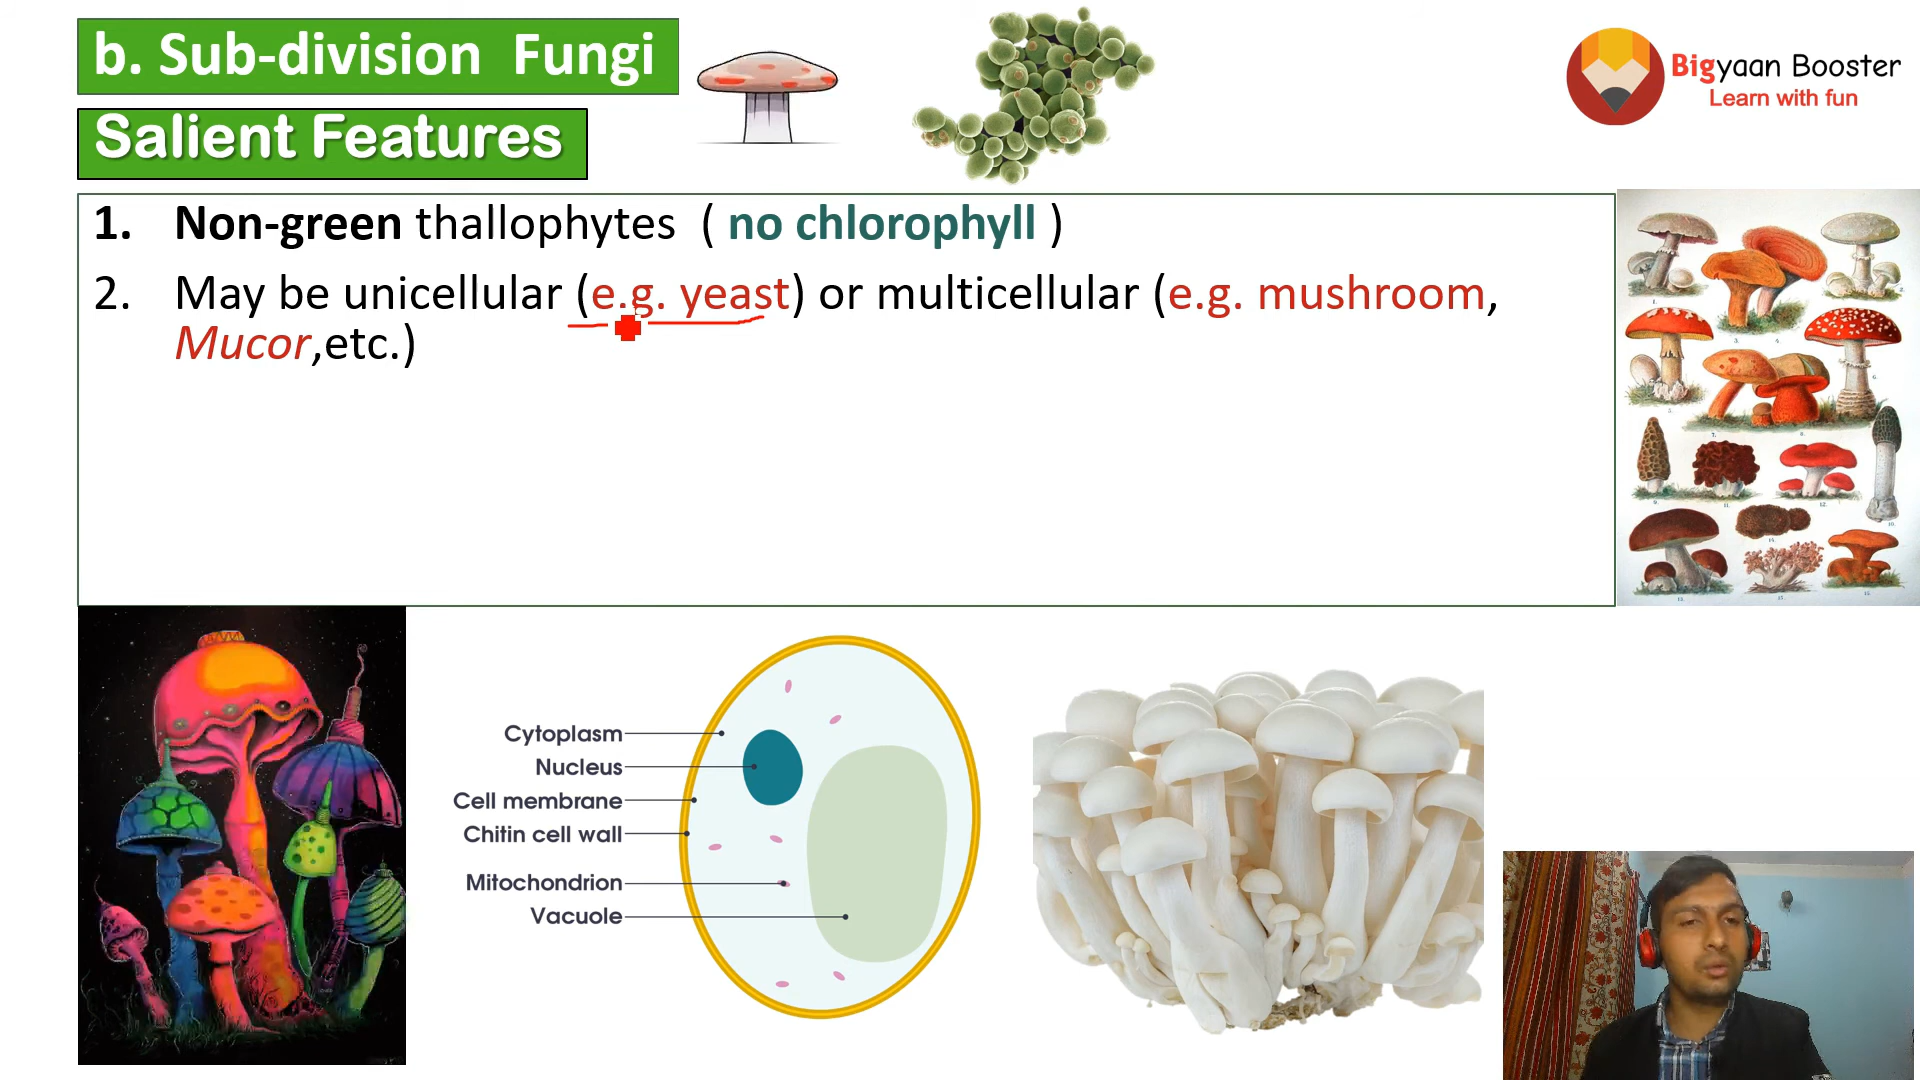 b. Sub-division Fungi
Salient Features
Bigyaan Booster
Learn with fun
1. Non-green thallophytes ( no chlorophyll )
2. May be unicellular (e.g. yeast) or multicellular (e.g. mushroom,
Mucor,etc.)
Cytoplasm
Nucleus
Cell membrane
Chitin cell wall
Mitochondrion
Vacuole